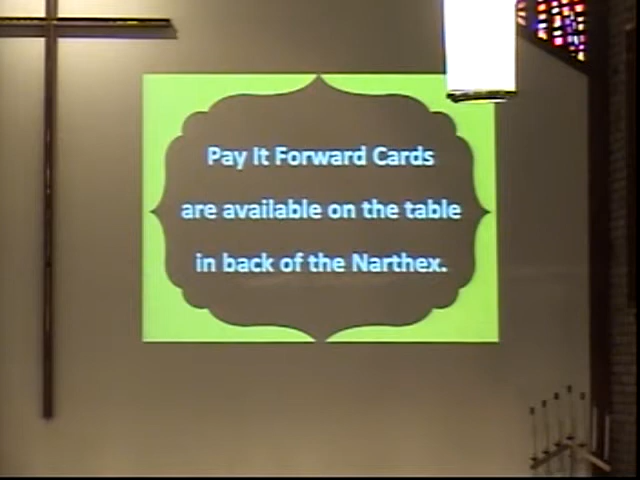 Pay It Forward Cards
are available on the table
in back of the Narthex.